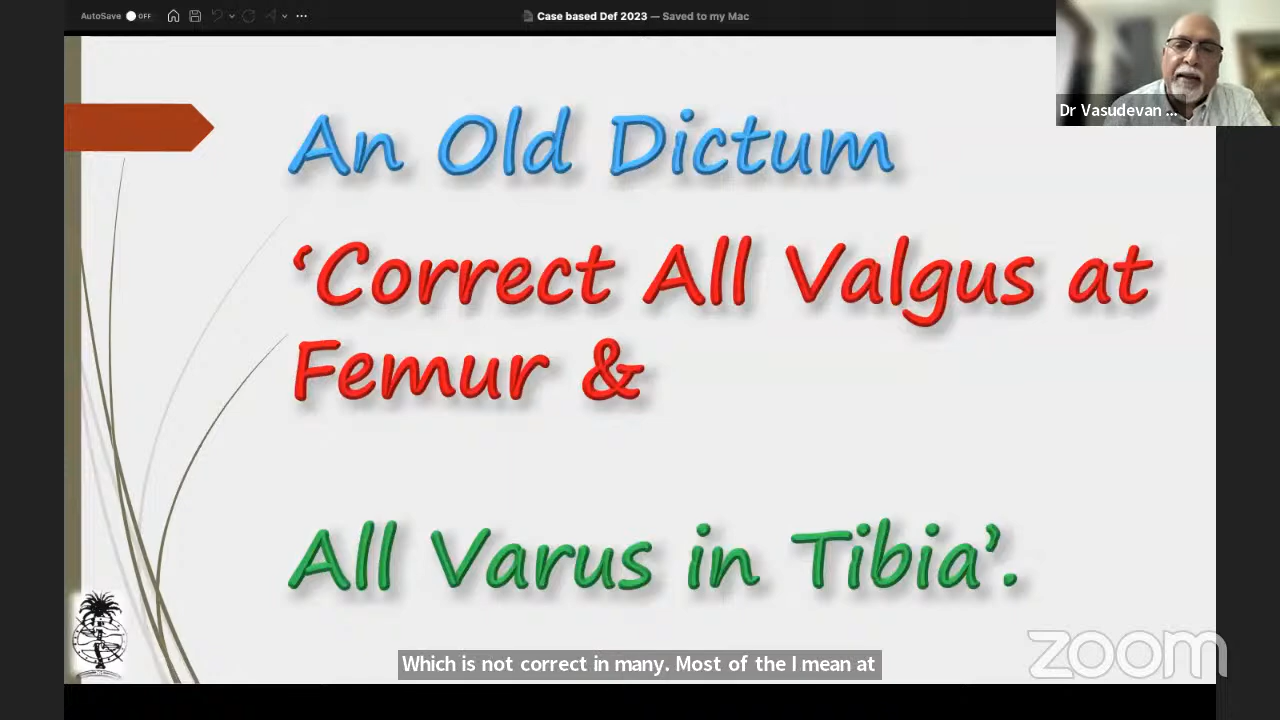 AutoSave OFF
Case based Def 2023 — Saved to my Mac
Dr Vasudevan ...
An Old Dictum
‘Correct All Valgus at
Femur &
All Varus in Tibia’.
Which is not correct in many. Most of the I mean at
zoom